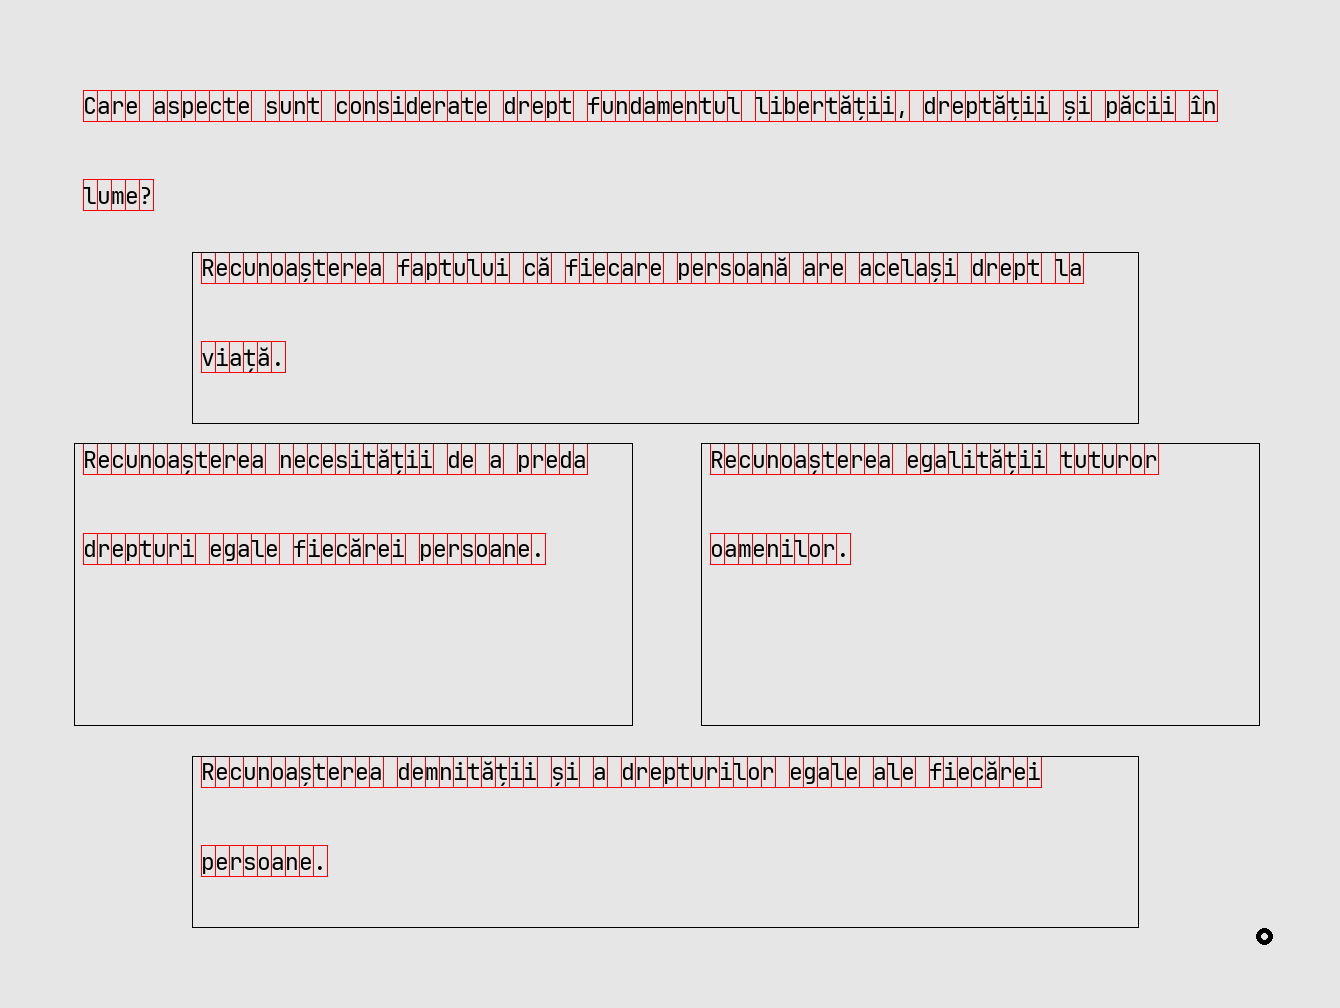 Care aspecte sunt considerate drept fundamentul libertății, dreptății și păcii în
lume?
Recunoașterea faptului că fiecare persoană are același drept la
viață.
Recunoașterea necesității de a preda
drepturi egale fiecărei persoane.
Recunoașterea egalității tuturor
oamenilor.
Recunoașterea demnității și a drepturilor egale ale fiecărei
persoane.